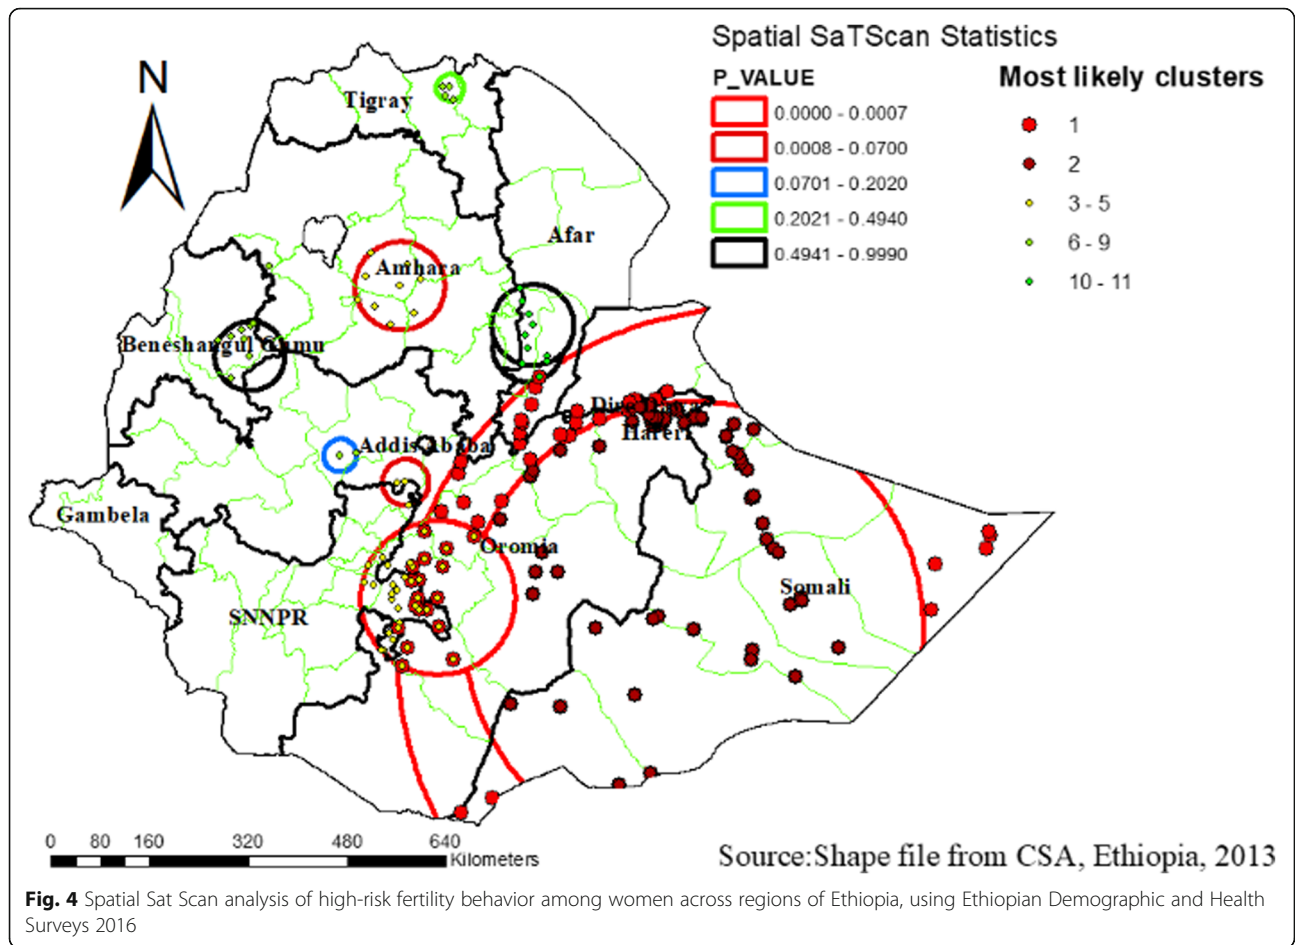 Spatial SaTScan Statistics
P_VALUE
0.0000 - 0.0007
0.0008 - 0.0700
0.0701 - 0.2020
0.2021 - 0.4940
0.4941 - 0.9990
Most likely clusters
1
2
3 - 5
6 - 9
10 - 11
N
Tigray
Afar
Amhara
Beneshangul Gumu
Addis Ababa
Hareri
Gambela
Oromia
Somali
SNNPR
0 80 160 320 480 640
Kilometers
Source:Shape file from CSA, Ethiopia, 2013
Fig. 4 Spatial Sat Scan analysis of high-risk fertility behavior among women across regions of Ethiopia, using Ethiopian Demographic and Health
Surveys 2016